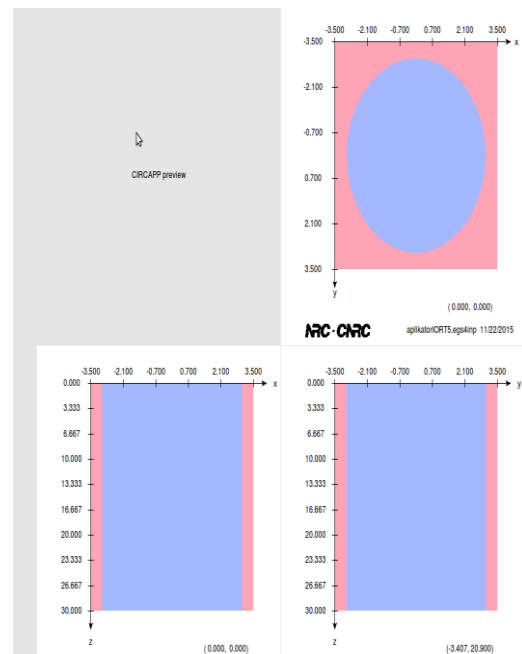 CIRCAPP preview
-3.500 -2.100 -0.700 0.700 2.100 3.500
x
-3.500
-2.100
-0.700
0.700
2.100
3.500
y
(0.000, 0.000)
NRC·CNRC aplikatorIORT5.egs4inp 11/22/2015
-3.500 -2.100 -0.700 0.700 2.100 3.500
x
0.000
3.333
6.667
10.000
13.333
16.667
20.000
23.333
26.667
30.000
z
(0.000, 0.000)
-3.500 -2.100 -0.700 0.700 2.100 3.500
y
0.000
3.333
6.667
10.000
13.333
16.667
20.000
23.333
26.667
30.000
z
(-3.407, 20.900)